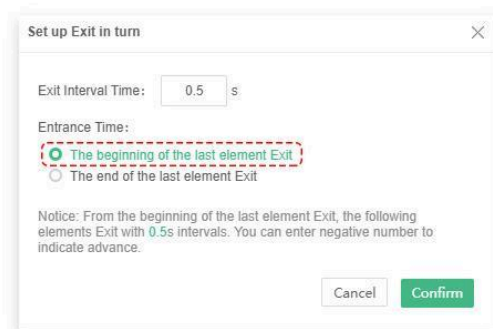 Set up Exit in turn
Exit Interval Time: 0.5 s
Entrance Time:
The beginning of the last element Exit
The end of the last element Exit
Notice: From the beginning of the last element Exit, the following
elements Exit with 0.5s intervals. You can enter negative number to
indicate advance.
Cancel Confirm